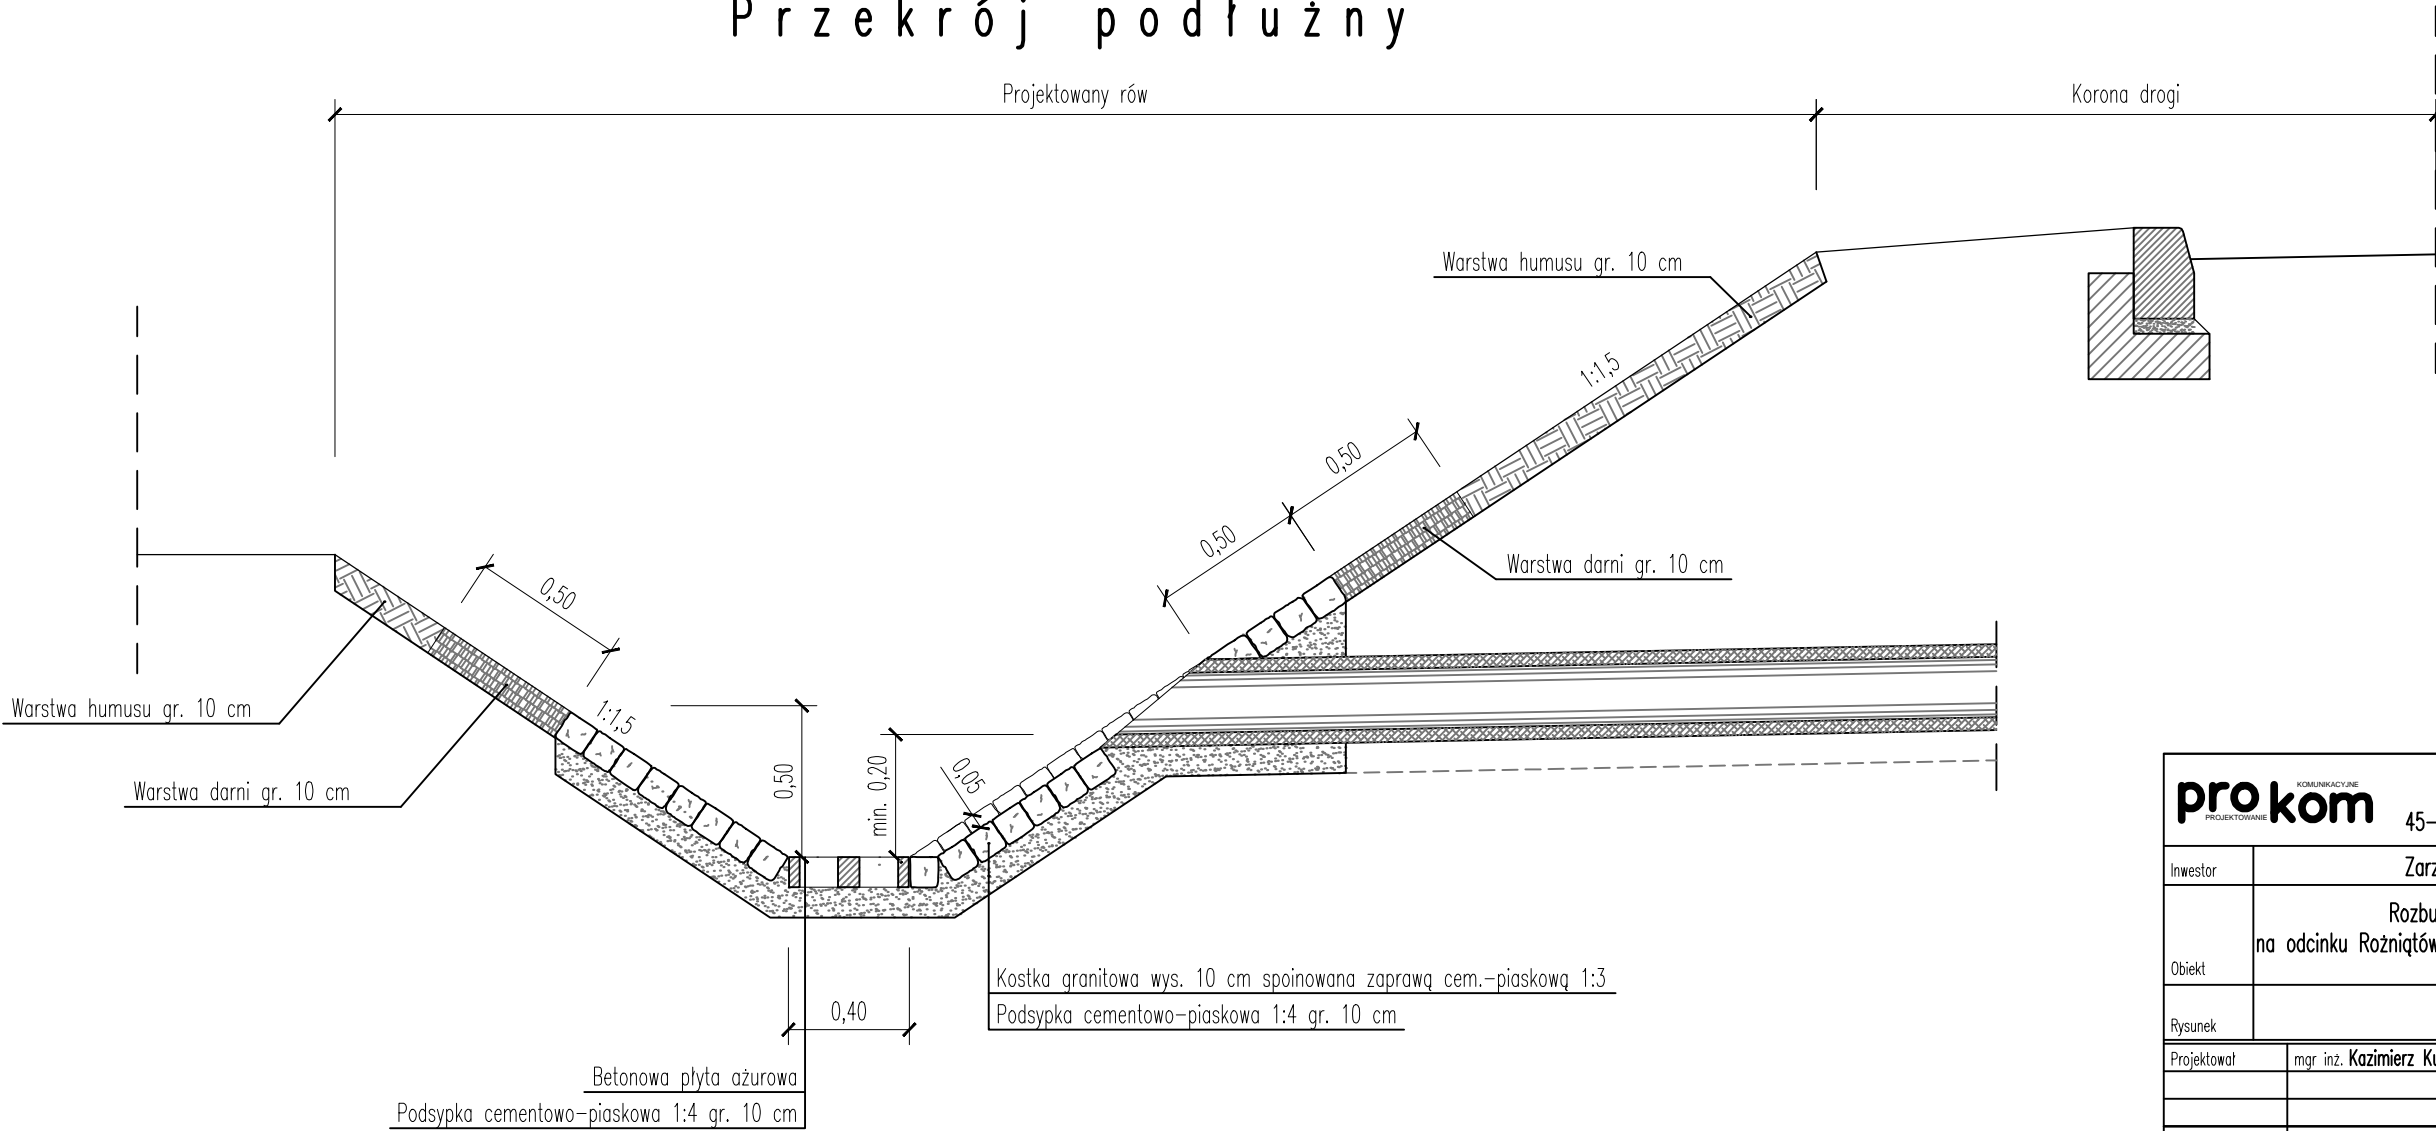 Przekrój podłużny
Projektowany rów
Korona drogi
Warstwa humusu gr. 10 cm
1:1,5
0,50
0,50
Warstwa darni gr. 10 cm
0,50
1:1,5
Warstwa humusu gr. 10 cm
Warstwa darni gr. 10 cm
0,50
min. 0,20
0,05
Kostka granitowa wys. 10 cm spoinowana zaprawą cem.-piaskową 1:3
Podsypka cementowo-piaskowa 1:4 gr. 10 cm
0,40
Betonowa płyta ażurowa
Podsypka cementowo-piaskowa 1:4 gr. 10 cm
prokom
KOMUNIKACYJNE
PROJEKTOWANIE
45-
Inwestor
Zarz
Rozbu
na odcinku Rożniątów
Obiekt
Rysunek
Projektował
mgr inż. Kazimierz Ku